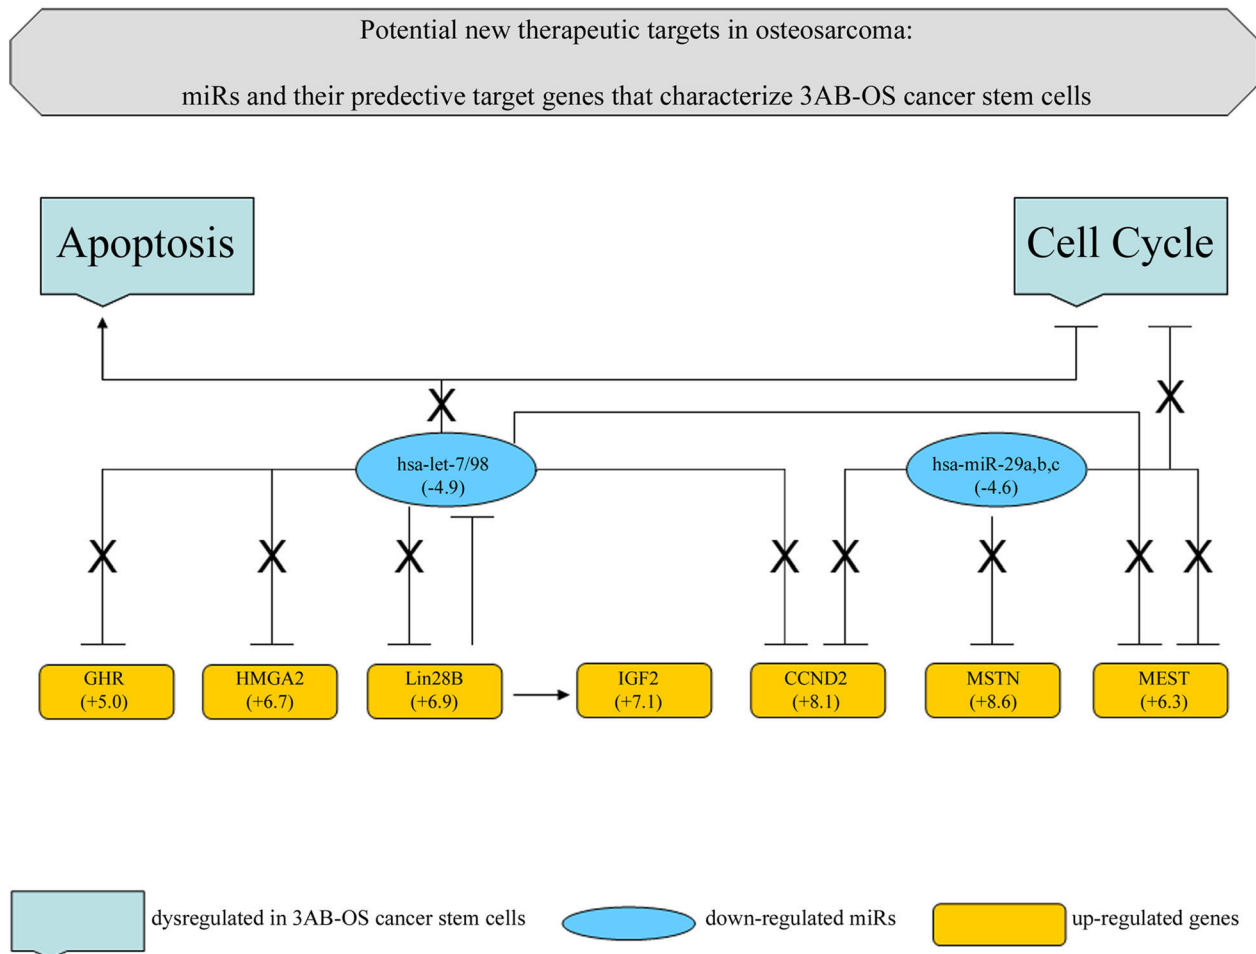 Potential new therapeutic targets in osteosarcoma:
miRs and their predective target genes that characterize 3AB-OS cancer stem cells
Apoptosis
Cell Cycle
X
X
hsa-let-7/98
(-4.9)
hsa-miR-29a,b,c
(-4.6)
X
X
X
X
X
X
X
X
GHR
(+5.0)
HMGA2
(+6.7)
Lin28B
(+6.9)
IGF2
(+7.1)
CCND2
(+8.1)
MSTN
(+8.6)
MEST
(+6.3)
dysregulated in 3AB-OS cancer stem cells
down-regulated miRs
up-regulated genes